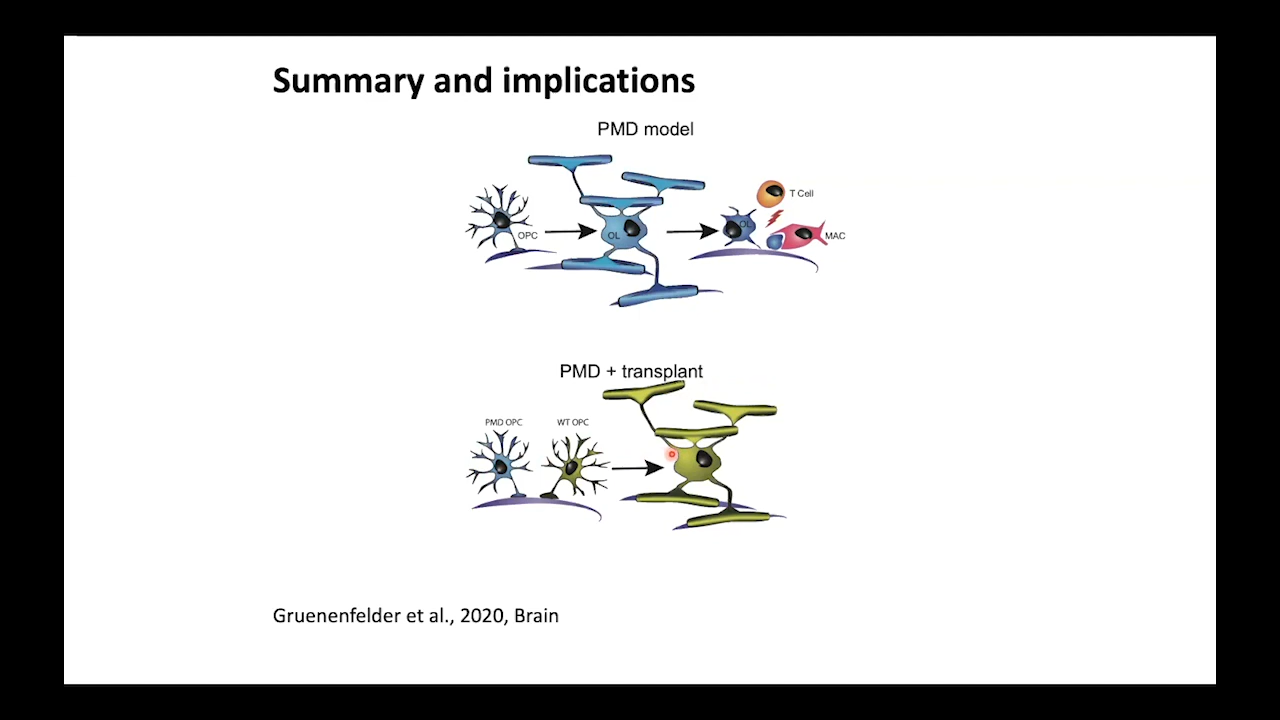 Summary and implications
PMD model
T Cell
OPC
OL
OL
MAC
PMD + transplant
PMD OPC
WT OPC
Gruenenfelder et al., 2020, Brain